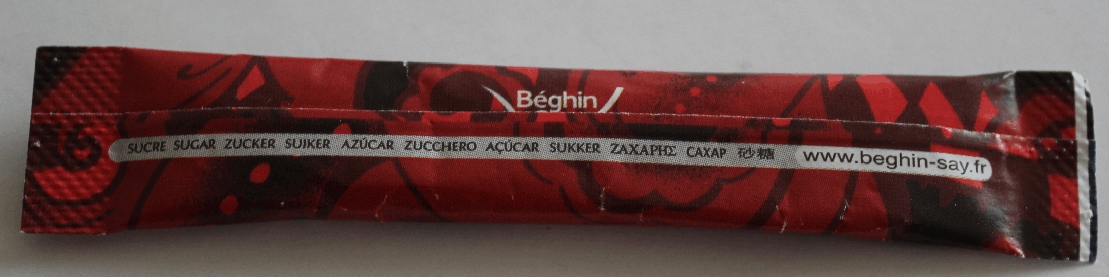 Béghin
SUCRE SUGAR ZUCKER SUIKER AZÚCAR ZUCCHERO AÇÚCAR SUKKER ΖΑΧΑΡΗΣ CAXAP 砂糖 www.beghin-say.fr